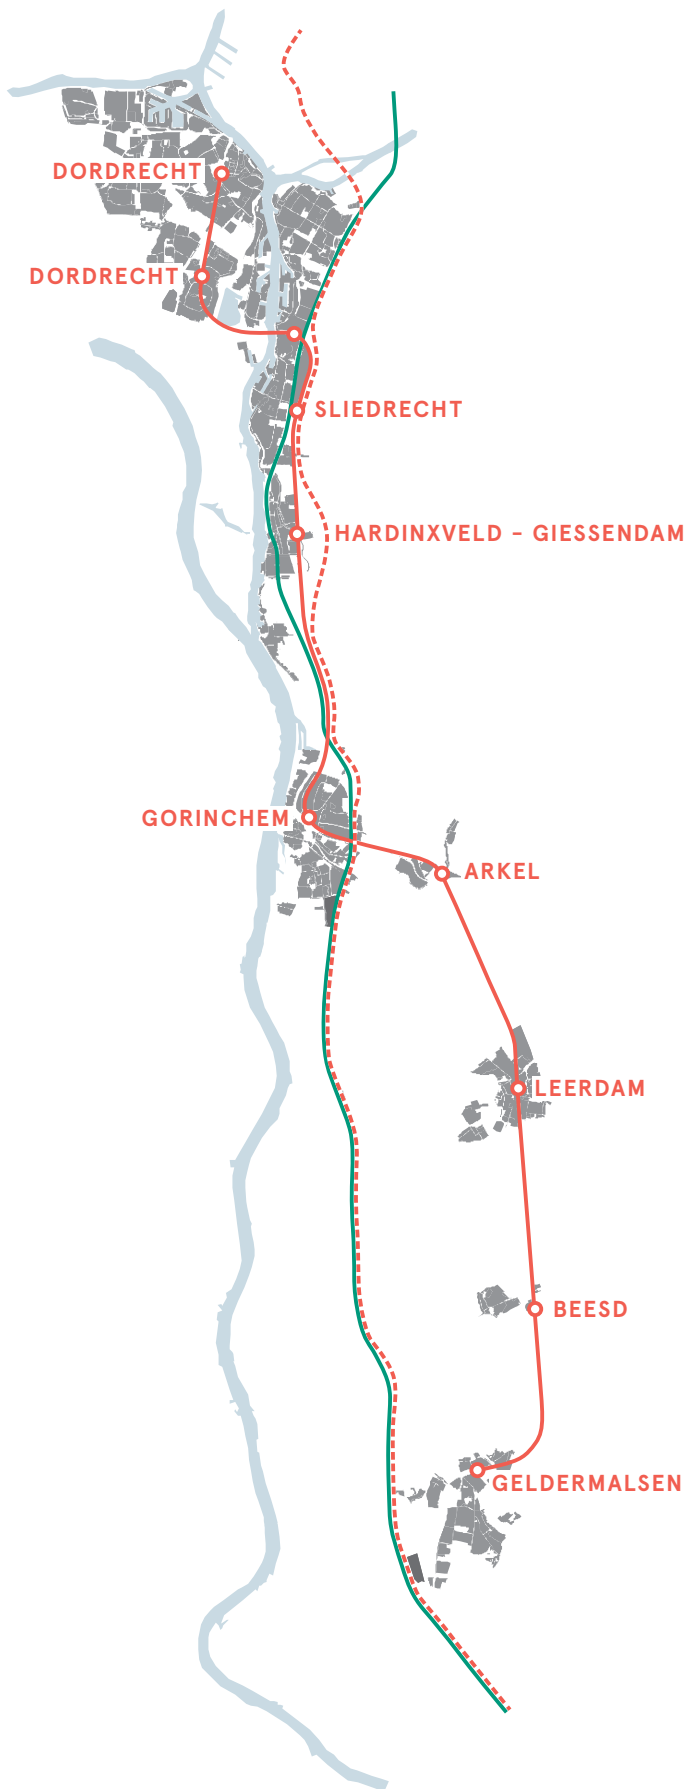 DORDRECHT
DORDRECHT
SLIEDRECHT
HARDINXVELD - GIESSENDAM
GORINCHEM
ARKEL
LEERDAM
BEESD
GELDERMALSEN